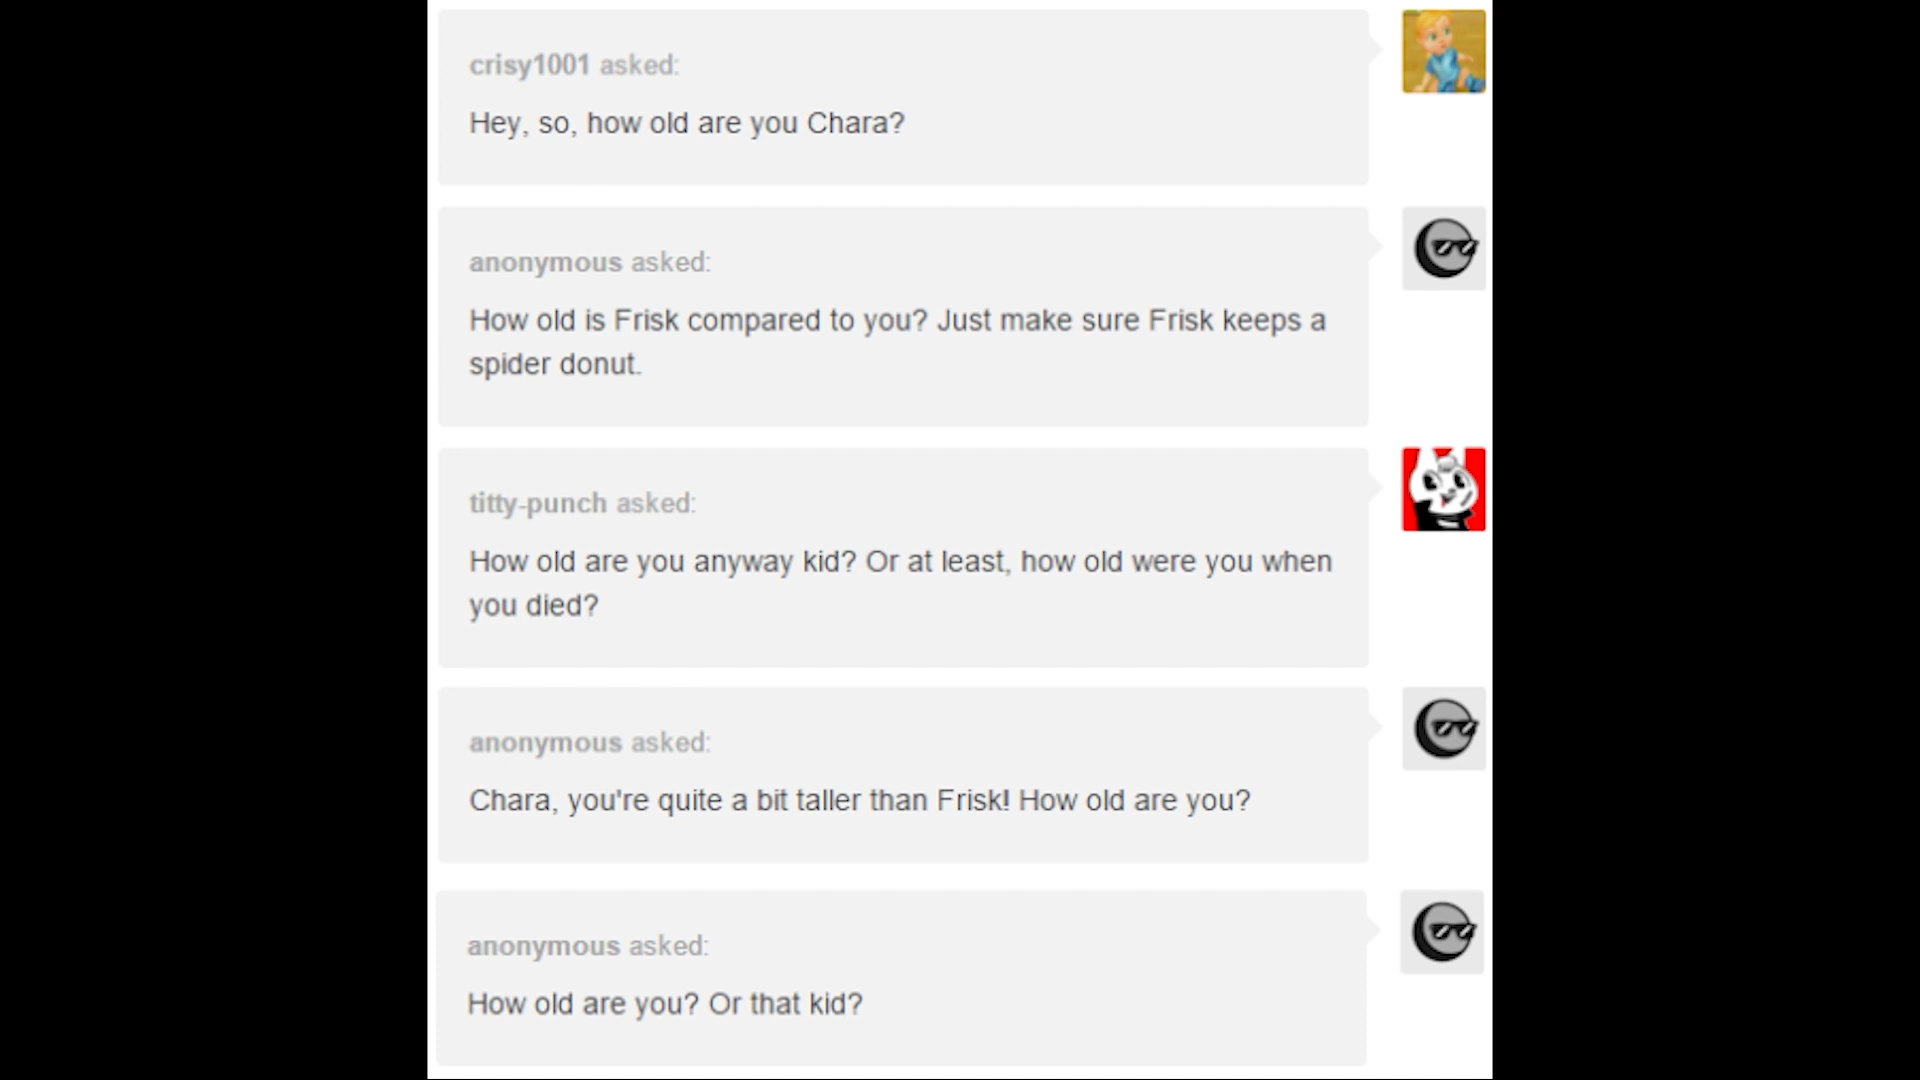 crisy1001 asked:
Hey, so, how old are you Chara?
anonymous asked:
How old is Frisk compared to you? Just make sure Frisk keeps a
spider donut.
titty-punch asked:
How old are you anyway kid? Or at least, how old were you when
you died?
anonymous asked:
Chara, you're quite a bit taller than Frisk! How old are you?
anonymous asked:
How old are you? Or that kid?